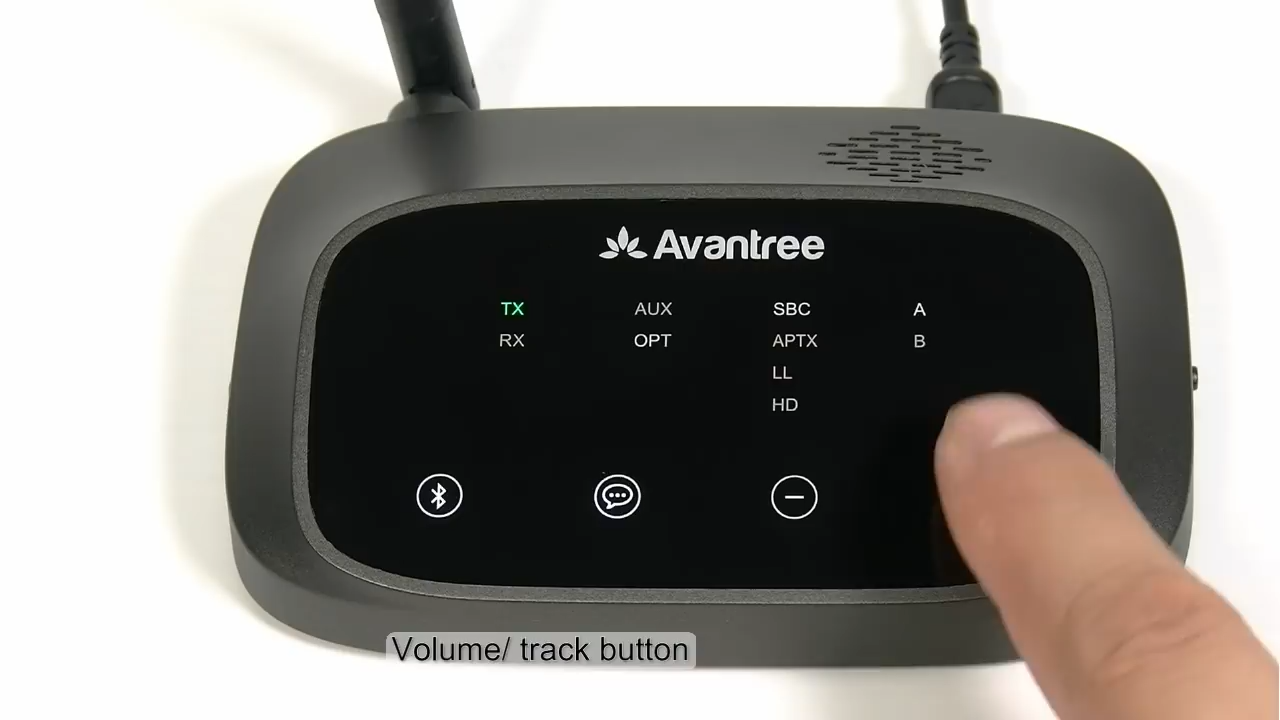 Avantree
TX AUX SBC A
RX OPT APTX B
LL
HD
Volume/ track button